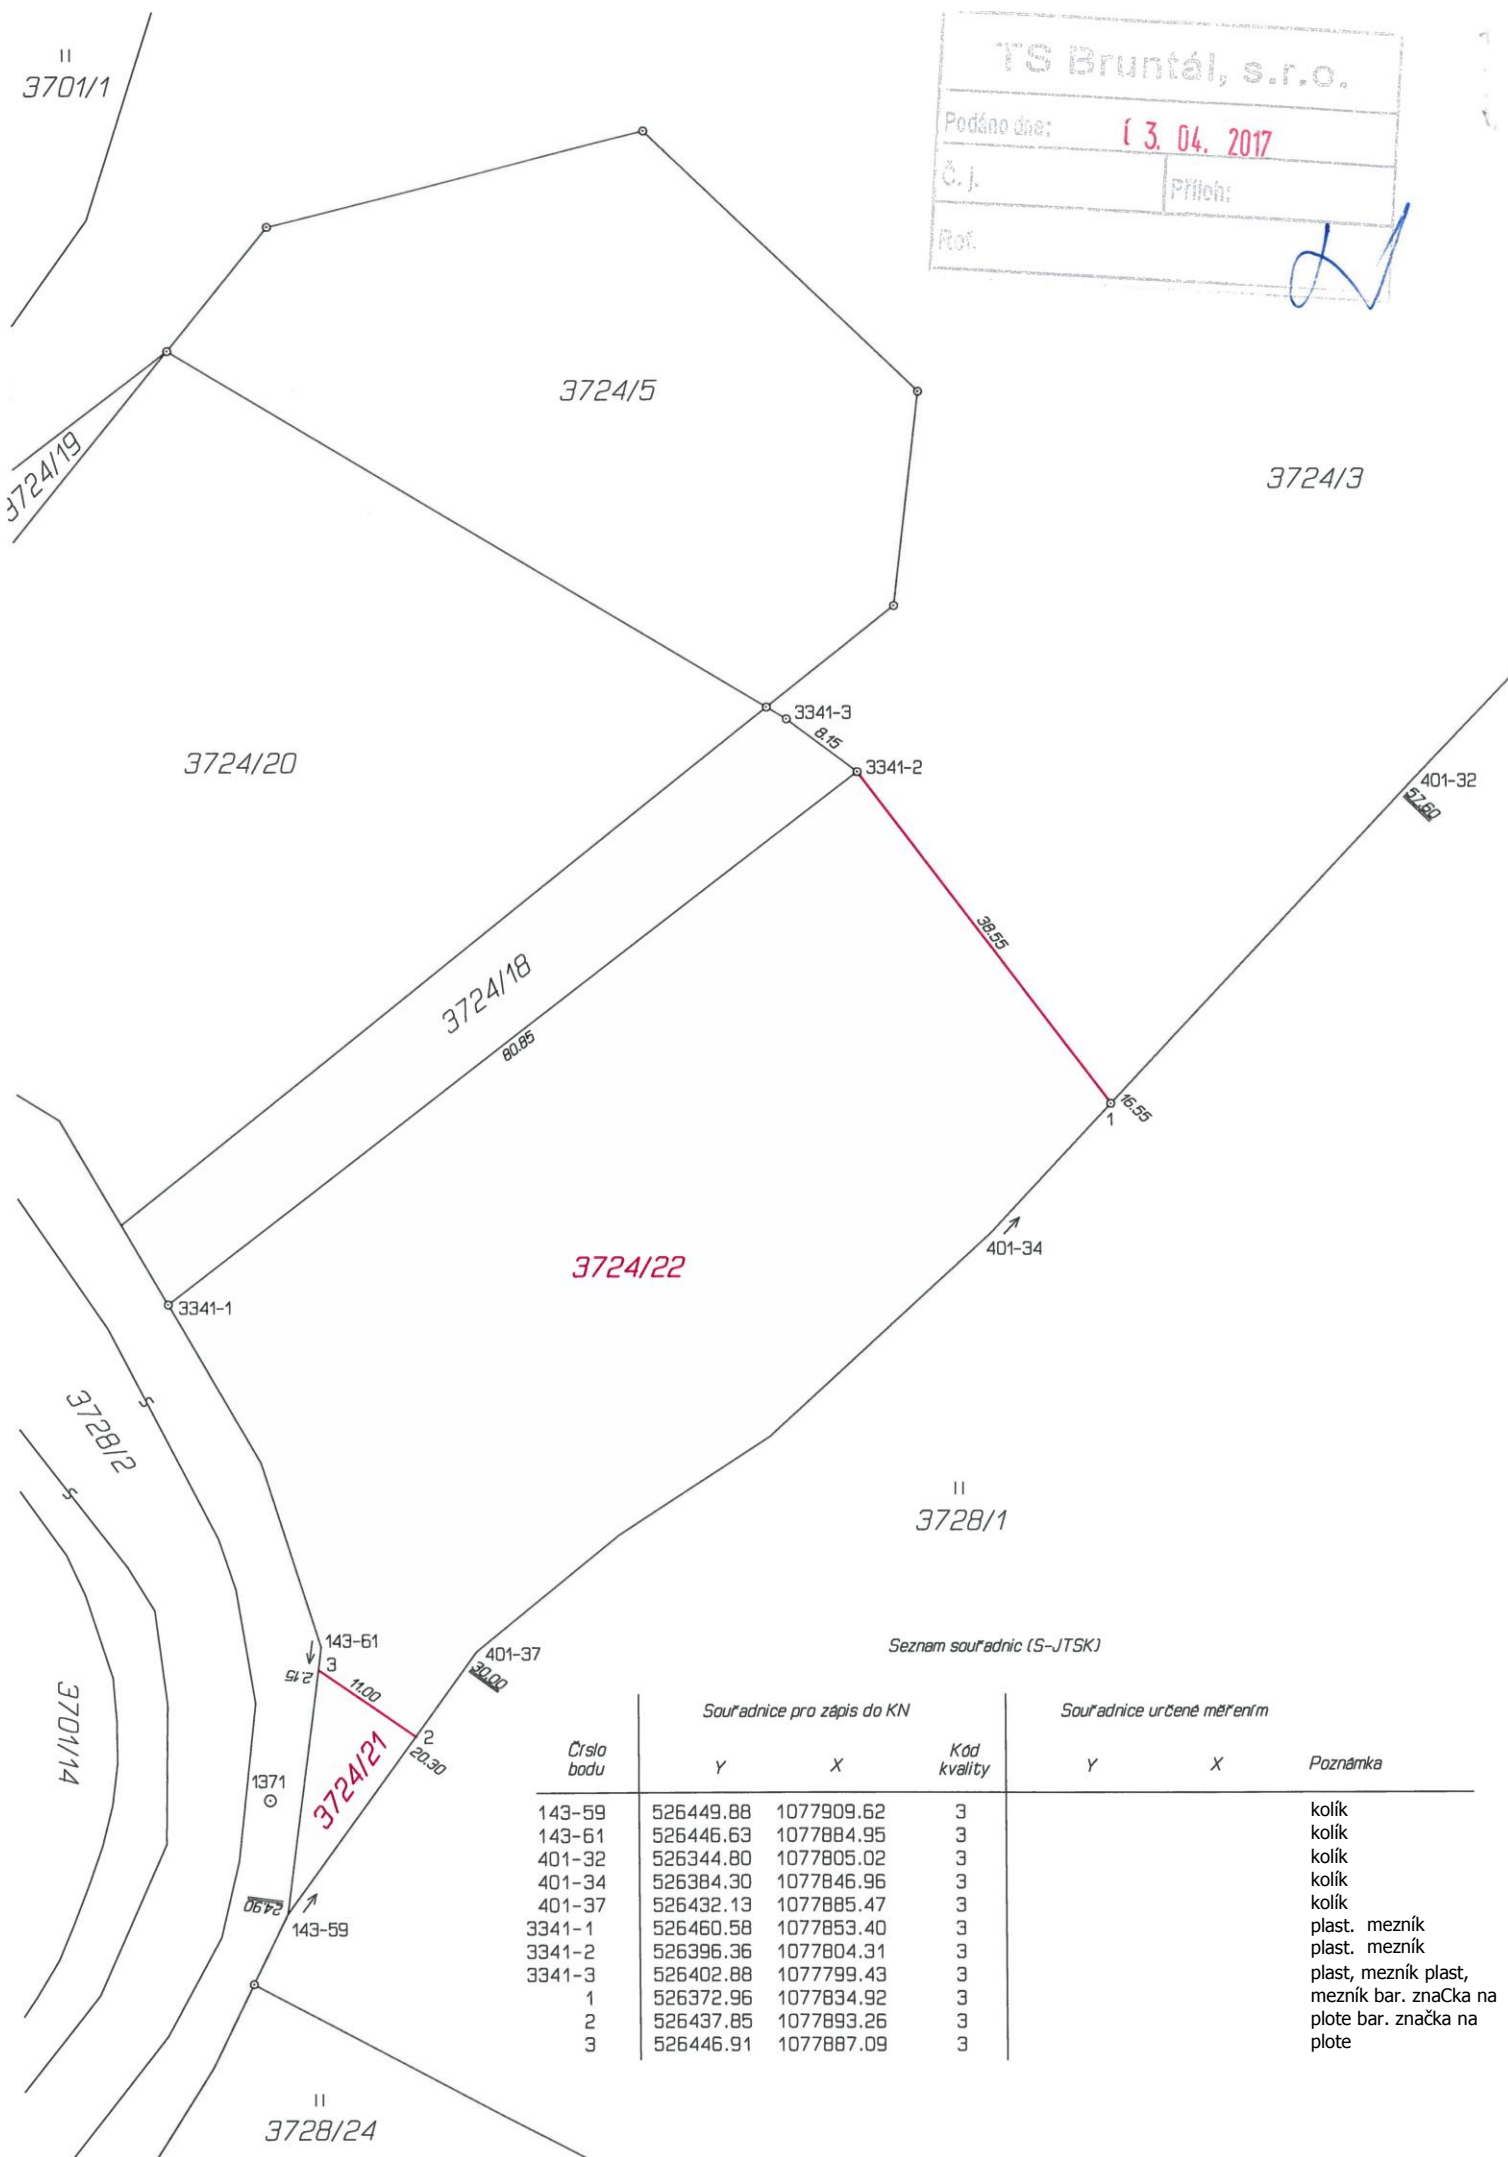 II
3701/1
TS Bruntál, s.r.o.
Podáno dne: 13. 04. 2017
Č. j. Příloh:
Ref.
3724/5
3724/19
3724/3
3341-3
8.15
3341-2
3724/20
401-32
57.60
38.55
3724/18
80.85
16.55
1
401-34
3724/22
3341-1
3728/2
II
3728/1
143-61
3
2.15
11.00
401-37
30.00
2
20.30
3724/21
3701/14
1371
24.90
143-59
II
3728/24
Seznam souřadnic (S-JTSK)
Souřadnice pro zápis do KN Souřadnice určené měřením
Číslo bodu Y X Kód kvality Y X Poznámka
143-59 526449.88 1077909.62 3 kolík
143-61 526446.63 1077884.95 3 kolík
401-32 526344.80 1077805.02 3 kolík
401-34 526384.30 1077846.96 3 kolík
401-37 526432.13 1077885.47 3 kolík
3341-1 526460.58 1077853.40 3 plast. mezník
3341-2 526396.36 1077804.31 3 plast. mezník
3341-3 526402.88 1077799.43 3 plast, mezník plast,
1 526372.96 1077834.92 3 mezník bar. znaCka na
2 526437.85 1077893.26 3 plote bar. značka na
3 526446.91 1077887.09 3 plote